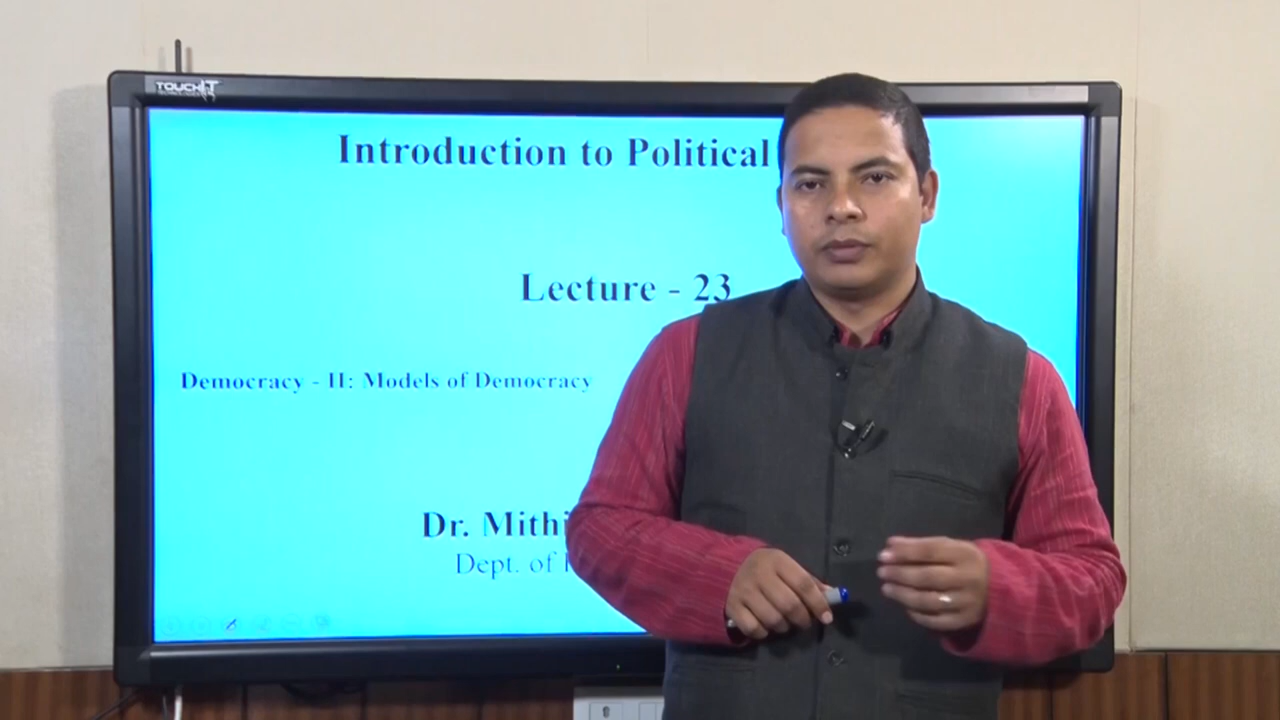 TOUCHIT
Introduction to Political
Lecture - 23
Democracy - II: Models of Democracy
Dr. Mithi
Dept. of